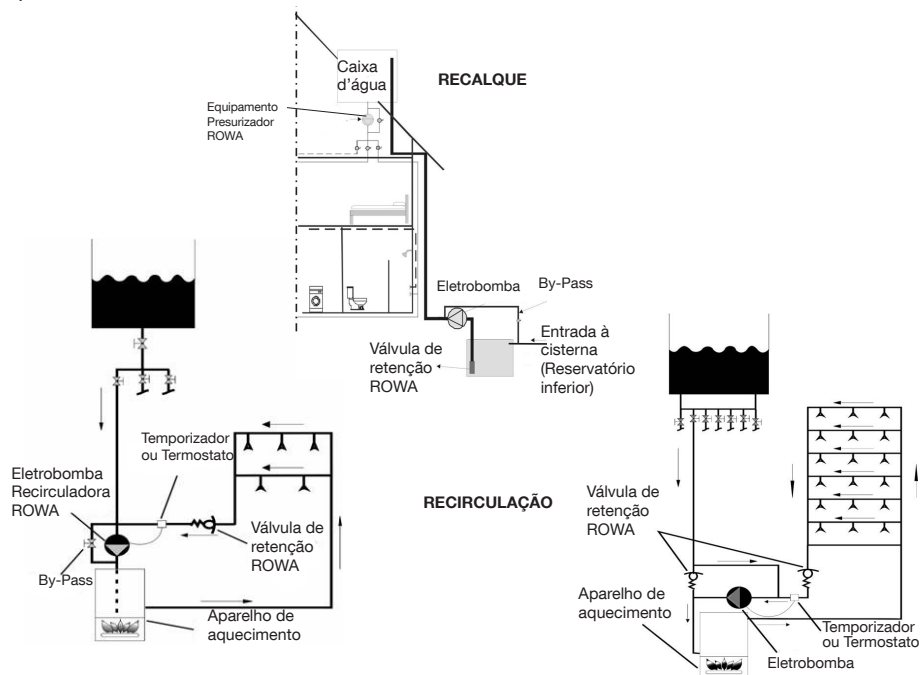 Caixa
d'água
RECALQUE
Equipamento
Presurizador
ROWA
Eletrobomba
By-Pass
Válvula de
retenção
ROWA
Entrada à
cisterna
(Reservatório
inferior)
Temporizador
ou Termostato
Eletrobomba
Recirculadora
ROWA
Válvula de
retenção
ROWA
By-Pass
Aparelho de
aquecimento
RECIRCULAÇÃO
Válvula de
retenção
ROWA
Aparelho de
aquecimento
Temporizador
ou Termostato
Eletrobomba